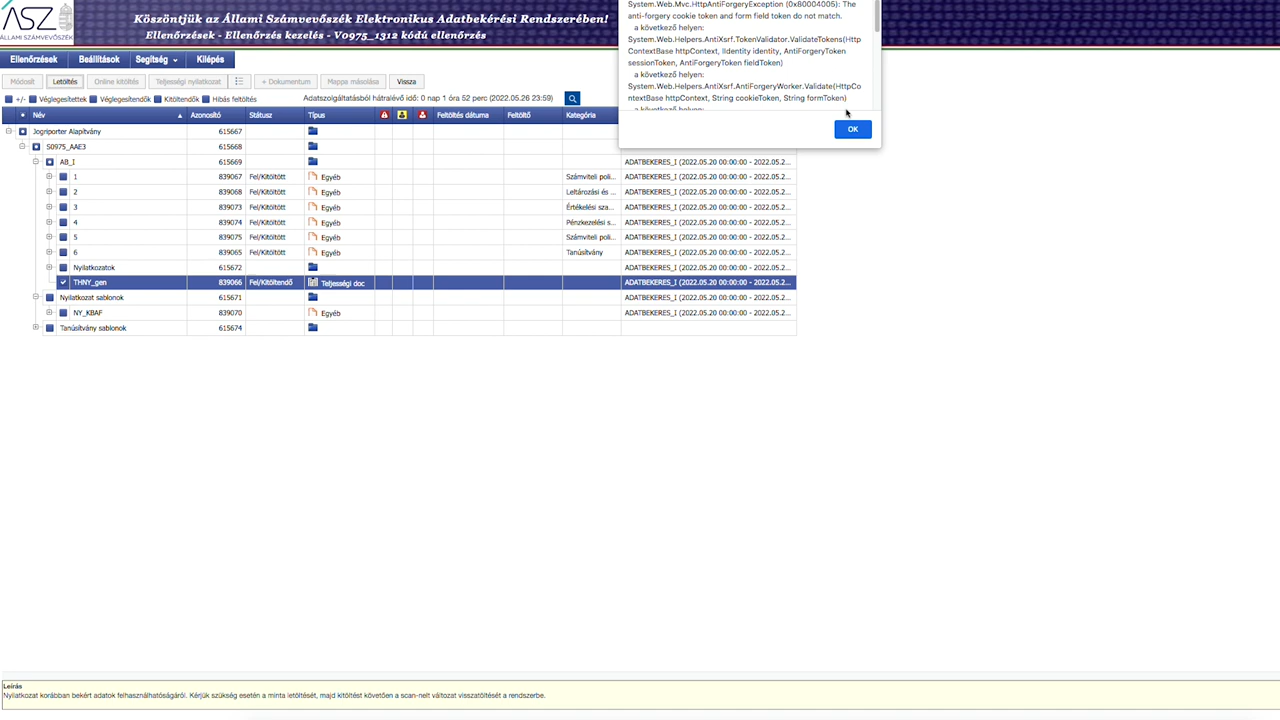 ÁSZ
ÁLLAMI SZÁMVEVŐSZÉK
Köszöntjük az Állami Számvevőszék Elektronikus Adatbekérési Rendszerében!
Ellenőrzések - Ellenőrzés kezelés - V0975_1312 kódú ellenőrzés
System.Web.Mvc.HttpAntiForgeryException (0x80004005): The
anti-forgery cookie token and form field token do not match.
a következő helyen:
System.Web.Helpers.AntiXsrf.TokenValidator.ValidateTokens(Http
ContextBase httpContext, IIdentity identity, AntiForgeryToken
sessionToken, AntiForgeryToken fieldToken)
a következő helyen:
System.Web.Helpers.AntiXsrf.AntiForgeryWorker.Validate(HttpCo
ntextBase httpContext, String cookieToken, String formToken)
a következő helyen:
OK
Ellenőrzések Beállítások Segítség Kilépés
Módosít Letöltés Online kitöltés Teljességi nyilatkozat + Dokumentum Mappa másolása Vissza
+/- Véglegesítettek Véglegesítendők Kitöltendők Hibás feltöltés Adatszolgáltatásból hátralévő idő: 0 nap 1 óra 52 perc (2022.05.26 23:59)
Név Azonosító Státusz Típus Feltöltés dátuma Feltöltő Kategória
Jogriporter Alapítvány 615667
S0975_AAE3 615668
AB_I 615669 ADATBEKERES_I (2022.05.20 00:00:00 - 2022.05.2...
1 839067 Fel/Kitöltött Egyéb Számviteli poli... ADATBEKERES_I (2022.05.20 00:00:00 - 2022.05.2...
2 839068 Fel/Kitöltött Egyéb Leltározási és ... ADATBEKERES_I (2022.05.20 00:00:00 - 2022.05.2...
3 839073 Fel/Kitöltött Egyéb Értékelési sza... ADATBEKERES_I (2022.05.20 00:00:00 - 2022.05.2...
4 839074 Fel/Kitöltött Egyéb Pénzkezelési s... ADATBEKERES_I (2022.05.20 00:00:00 - 2022.05.2...
5 839075 Fel/Kitöltött Egyéb Számviteli poli... ADATBEKERES_I (2022.05.20 00:00:00 - 2022.05.2...
6 839065 Fel/Kitöltött Egyéb Tanúsítvány ADATBEKERES_I (2022.05.20 00:00:00 - 2022.05.2...
Nyilatkozatok 615672 ADATBEKERES_I (2022.05.20 00:00:00 - 2022.05.2...
THNY_gen 839066 Fel/Kitöltendő Teljességi doc ADATBEKERES_I (2022.05.20 00:00:00 - 2022.05.2...
Nyilatkozat sablonok 615671 ADATBEKERES_I (2022.05.20 00:00:00 - 2022.05.2...
NY_KBAF 839070 Egyéb ADATBEKERES_I (2022.05.20 00:00:00 - 2022.05.2...
Tanúsítvány sablonok 615674
Leírás
Nyilatkozat korábban bekért adatok felhasználhatóságáról. Kérjük szükség esetén a minta letöltését, majd kitöltést követően a scan-nelt változat visszatöltését a rendszerbe.